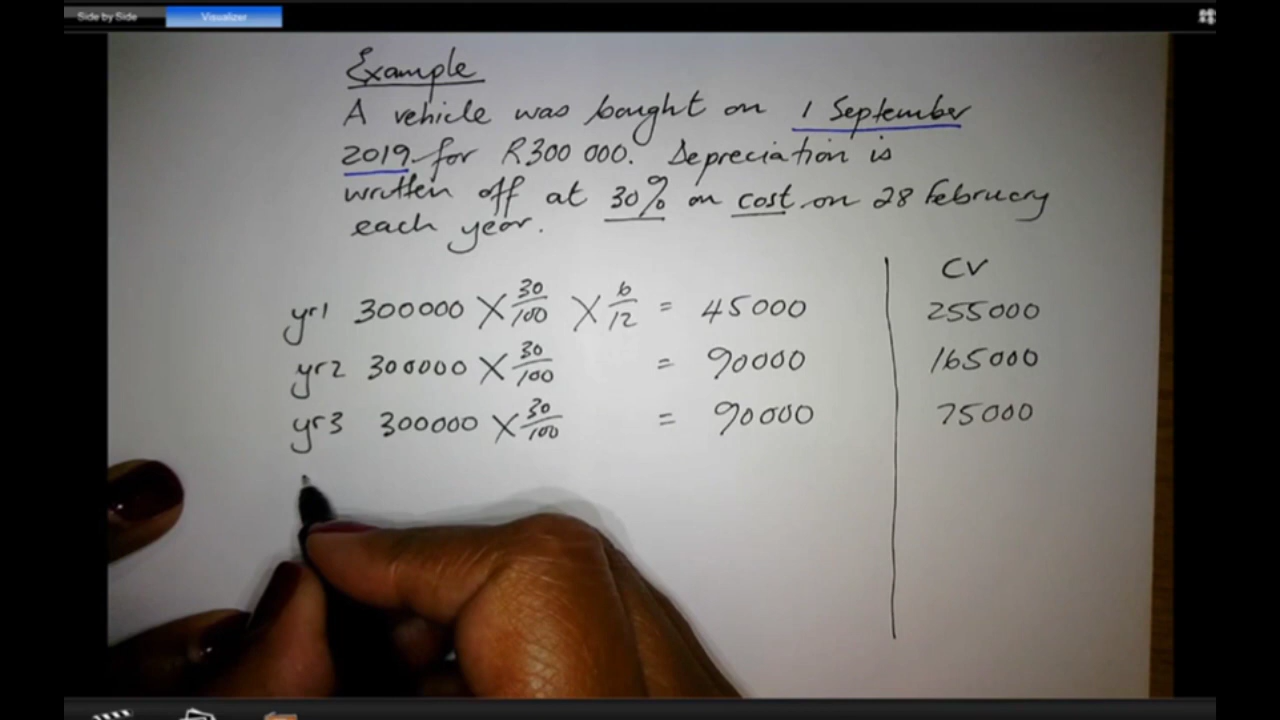 Side by Side Visualizer
Example
A vehicle was bought on 1 September
2019 for R300 000. Depreciation is
written off at 30% on cost on 28 February
each year.
CV
yr1 300000 × 30/100 × 6/12 = 45000 255000
yr2 300000 × 30/100 = 90000 165000
yr3 300000 × 30/100 = 90000 75000